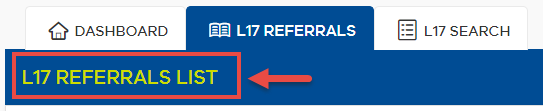 DASHBOARD L17 REFERRALS L17 SEARCH
L17 REFERRALS LIST